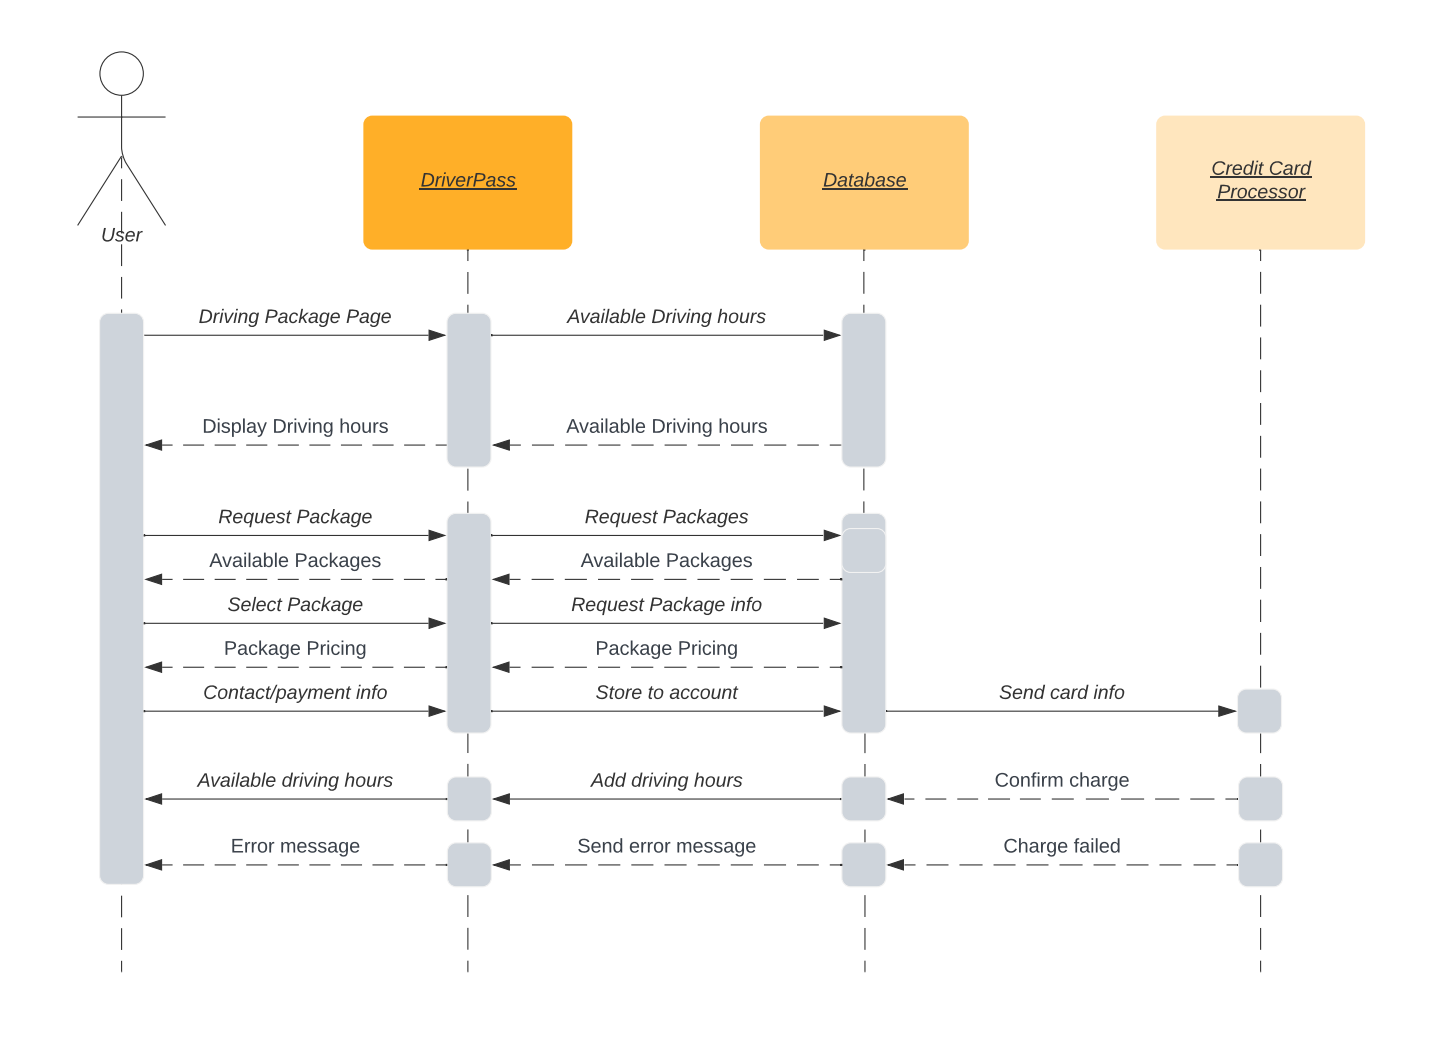 User
DriverPass
Database
Credit Card
Processor
Driving Package Page
Available Driving hours
Display Driving hours
Available Driving hours
Request Package
Request Packages
Available Packages
Available Packages
Select Package
Request Package info
Package Pricing
Package Pricing
Contact/payment info
Store to account
Send card info
Available driving hours
Add driving hours
Confirm charge
Error message
Send error message
Charge failed